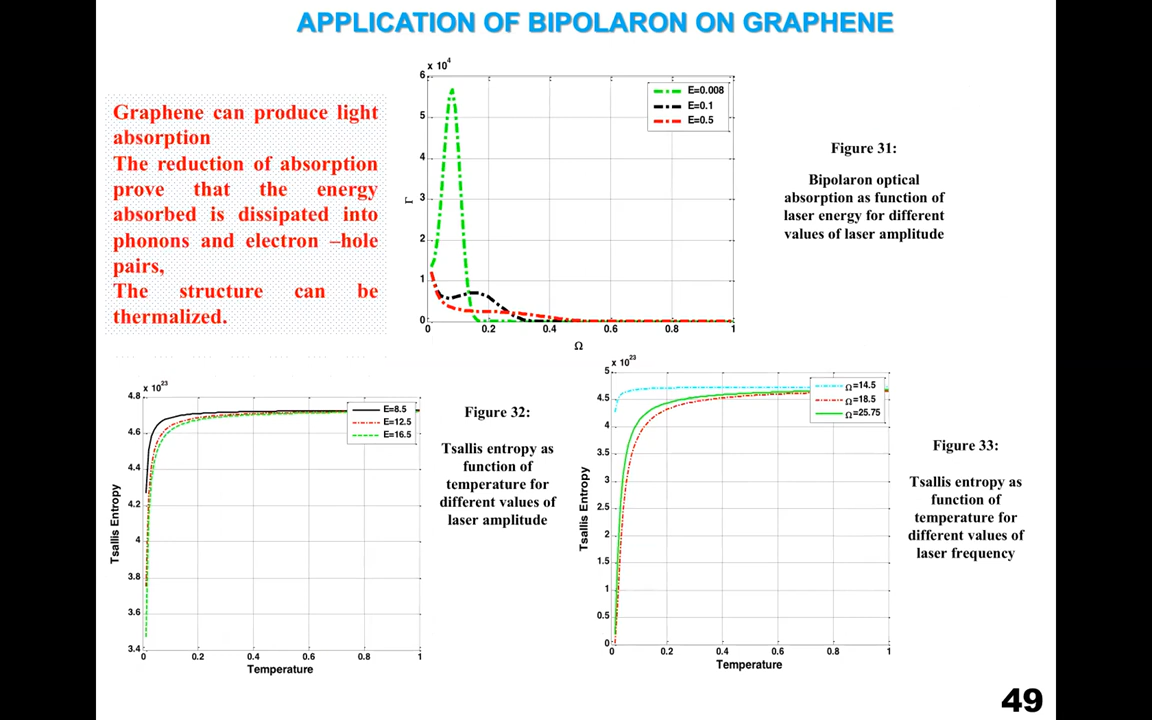 APPLICATION OF BIPOLARON ON GRAPHENE
Graphene can produce light
absorption
The reduction of absorption
prove that the energy
absorbed is dissipated into
phonons and electron –hole
pairs,
The structure can be
thermalized.
x 10^4
6
5
4
3
2
1
0
Γ
0 0.2 0.4 0.6 0.8 1
Ω
E=0.008
E=0.1
E=0.5
Figure 31:
Bipolaron optical
absorption as function of
laser energy for different
values of laser amplitude
x 10^23
4.8
4.6
4.4
4.2
4
3.8
3.6
3.4
Tsallis Entropy
0 0.2 0.4 0.6 0.8 1
Temperature
E=8.5
E=12.5
E=16.5
Figure 32:
Tsallis entropy as
function of
temperature for
different values of
laser amplitude
x 10^23
5
4.5
4
3.5
3
2.5
2
1.5
1
0.5
0
Tsallis Entropy
0 0.2 0.4 0.6 0.8 1
Temperature
Ω=14.5
Ω=18.5
Ω=25.75
Figure 33:
Tsallis entropy as
function of
temperature for
different values of
laser frequency
49